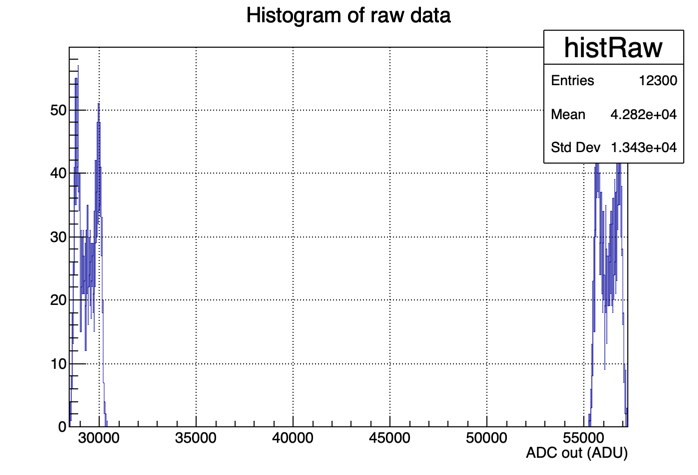 Histogram of raw data
histRaw
Entries 12300
Mean 4.282e+04
Std Dev 1.343e+04
50
40
30
20
10
0
30000 35000 40000 45000 50000 55000
ADC out (ADU)